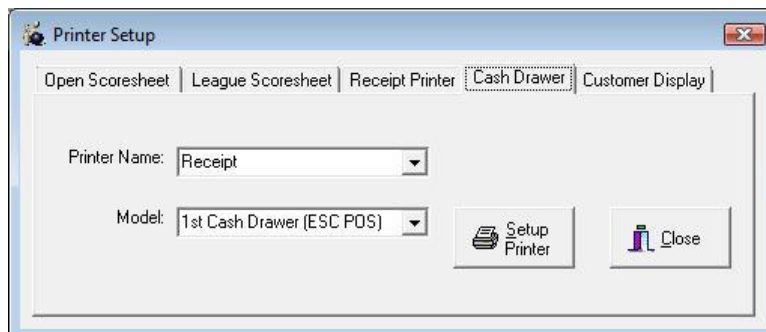 Printer Setup
Open Scoresheet League Scoresheet Receipt Printer Cash Drawer Customer Display
Printer Name: Receipt
Model: 1st Cash Drawer (ESC POS)
Setup
Printer
Close